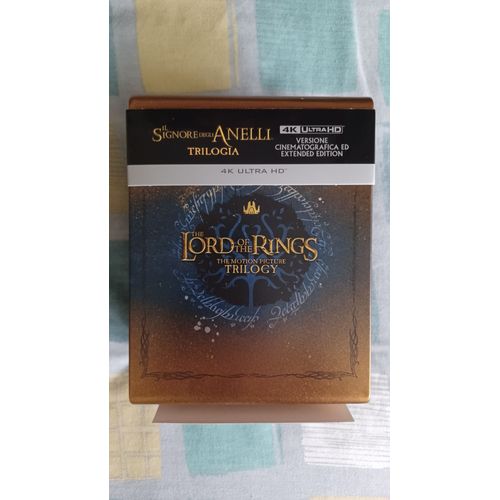 IL
SIGNORE DEGLI ANELLI
TRILOGIA
4K ULTRA HD
VERSIONE
CINEMATOGRAFICA ED
EXTENDED EDITION
4K ULTRA HD
THE
LORD OF THE RINGS
THE MOTION PICTURE
TRILOGY